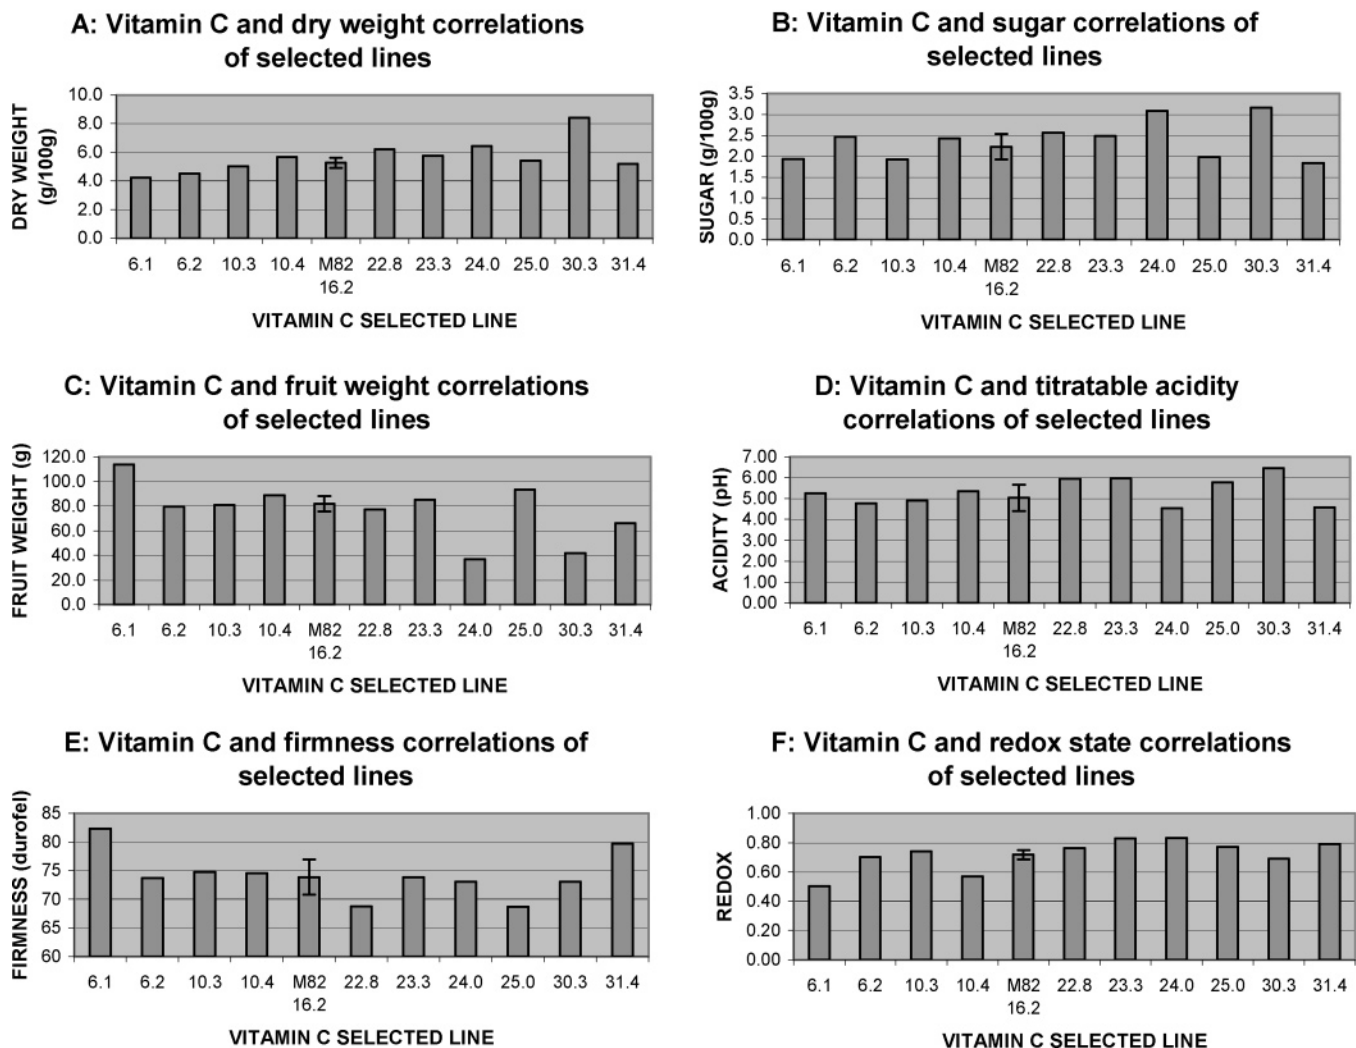 A: Vitamin C and dry weight correlations
of selected lines
DRY WEIGHT
(g/100g)
10.0
8.0
6.0
4.0
2.0
0.0
6.1 6.2 10.3 10.4 M82 22.8 23.3 24.0 25.0 30.3 31.4
16.2
VITAMIN C SELECTED LINE
B: Vitamin C and sugar correlations of
selected lines
SUGAR (g/100g)
3.5
3.0
2.5
2.0
1.5
1.0
0.5
0.0
6.1 6.2 10.3 10.4 M82 22.8 23.3 24.0 25.0 30.3 31.4
16.2
VITAMIN C SELECTED LINE
C: Vitamin C and fruit weight correlations
of selected lines
FRUIT WEIGHT (g)
120.0
100.0
80.0
60.0
40.0
20.0
0.0
6.1 6.2 10.3 10.4 M82 22.8 23.3 24.0 25.0 30.3 31.4
16.2
VITAMIN C SELECTED LINE
D: Vitamin C and titratable acidity
correlations of selected lines
ACIDITY (pH)
7.00
6.00
5.00
4.00
3.00
2.00
1.00
0.00
6.1 6.2 10.3 10.4 M82 22.8 23.3 24.0 25.0 30.3 31.4
16.2
VITAMIN C SELECTED LINE
E: Vitamin C and firmness correlations of
selected lines
FIRMNESS (durofel)
85
80
75
70
65
60
6.1 6.2 10.3 10.4 M82 22.8 23.3 24.0 25.0 30.3 31.4
16.2
VITAMIN C SELECTED LINE
F: Vitamin C and redox state correlations
of selected lines
REDOX
1.00
0.80
0.60
0.40
0.20
0.00
6.1 6.2 10.3 10.4 M82 22.8 23.3 24.0 25.0 30.3 31.4
16.2
VITAMIN C SELECTED LINE